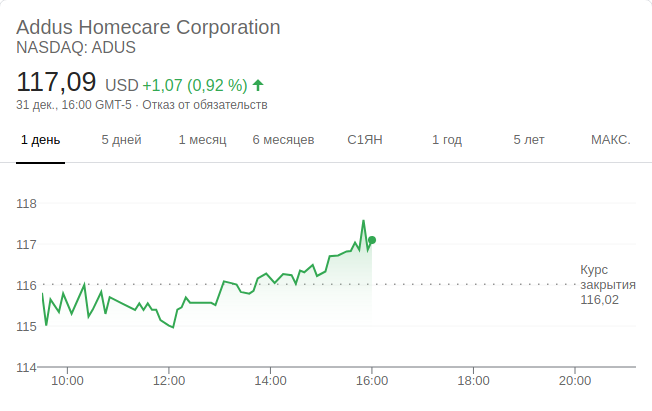 Addus Homecare Corporation
NASDAQ: ADUS
117,09 USD +1,07 (0,92 %)
31 дек., 16:00 GMT-5 · Отказ от обязательств
1 день 5 дней 1 месяц 6 месяцев С1ЯН 1 год 5 лет МАКС.
118
117
116
115
114
Курс
закрытия
116,02
10:00 12:00 14:00 16:00 18:00 20:00